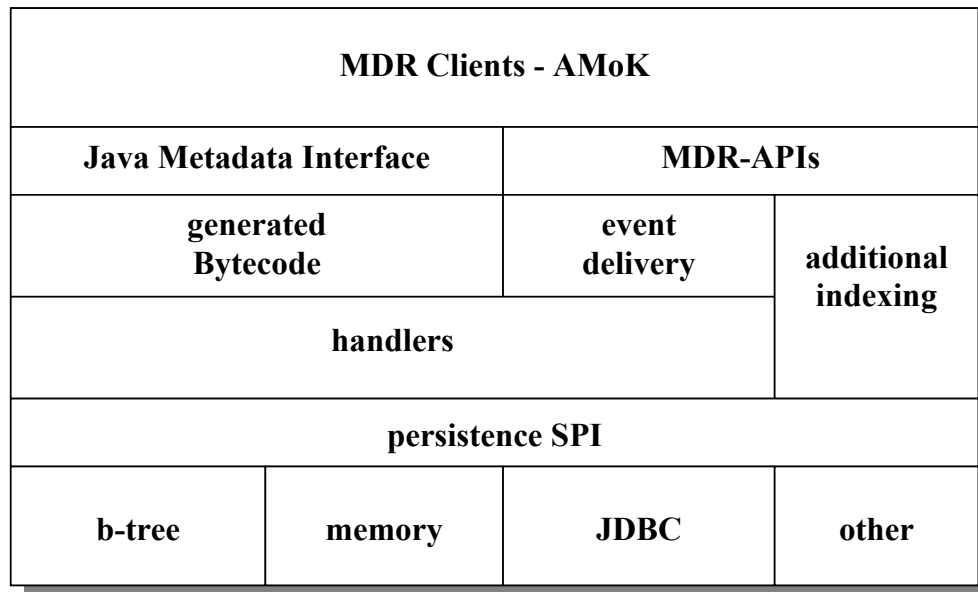 MDR Clients - AMoK
Java Metadata Interface
MDR-APIs
generated
Bytecode
event
delivery
additional
indexing
handlers
persistence SPI
b-tree
memory
JDBC
other